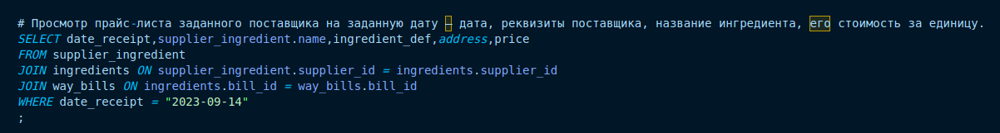 # Просмотр прайс-листа заданного поставщика на заданную дату – дата, реквизиты поставщика, название ингредиента, его стоимость за единицу.
SELECT date_receipt,supplier_ingredient.name,ingredient_def,address,price
FROM supplier_ingredient
JOIN ingredients ON supplier_ingredient.supplier_id = ingredients.supplier_id
JOIN way_bills ON ingredients.bill_id = way_bills.bill_id
WHERE date_receipt = "2023-09-14"
;